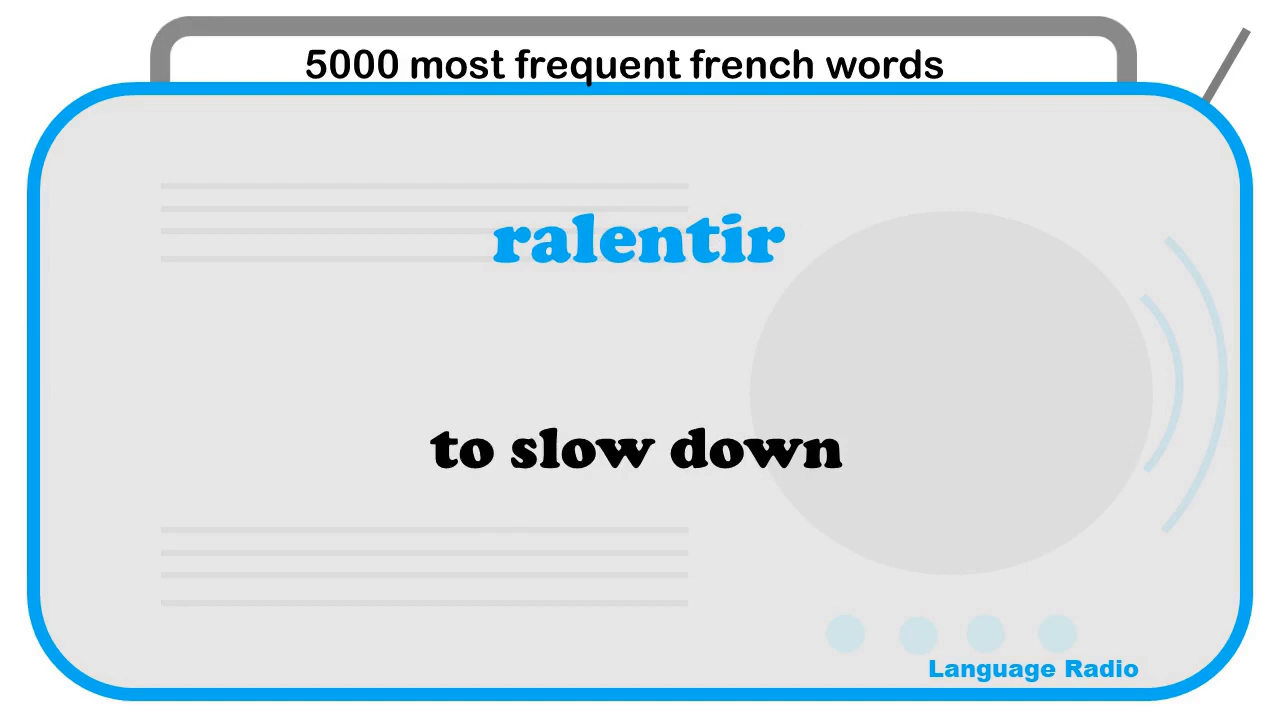 5000 most frequent french words
ralentir
to slow down
Language Radio